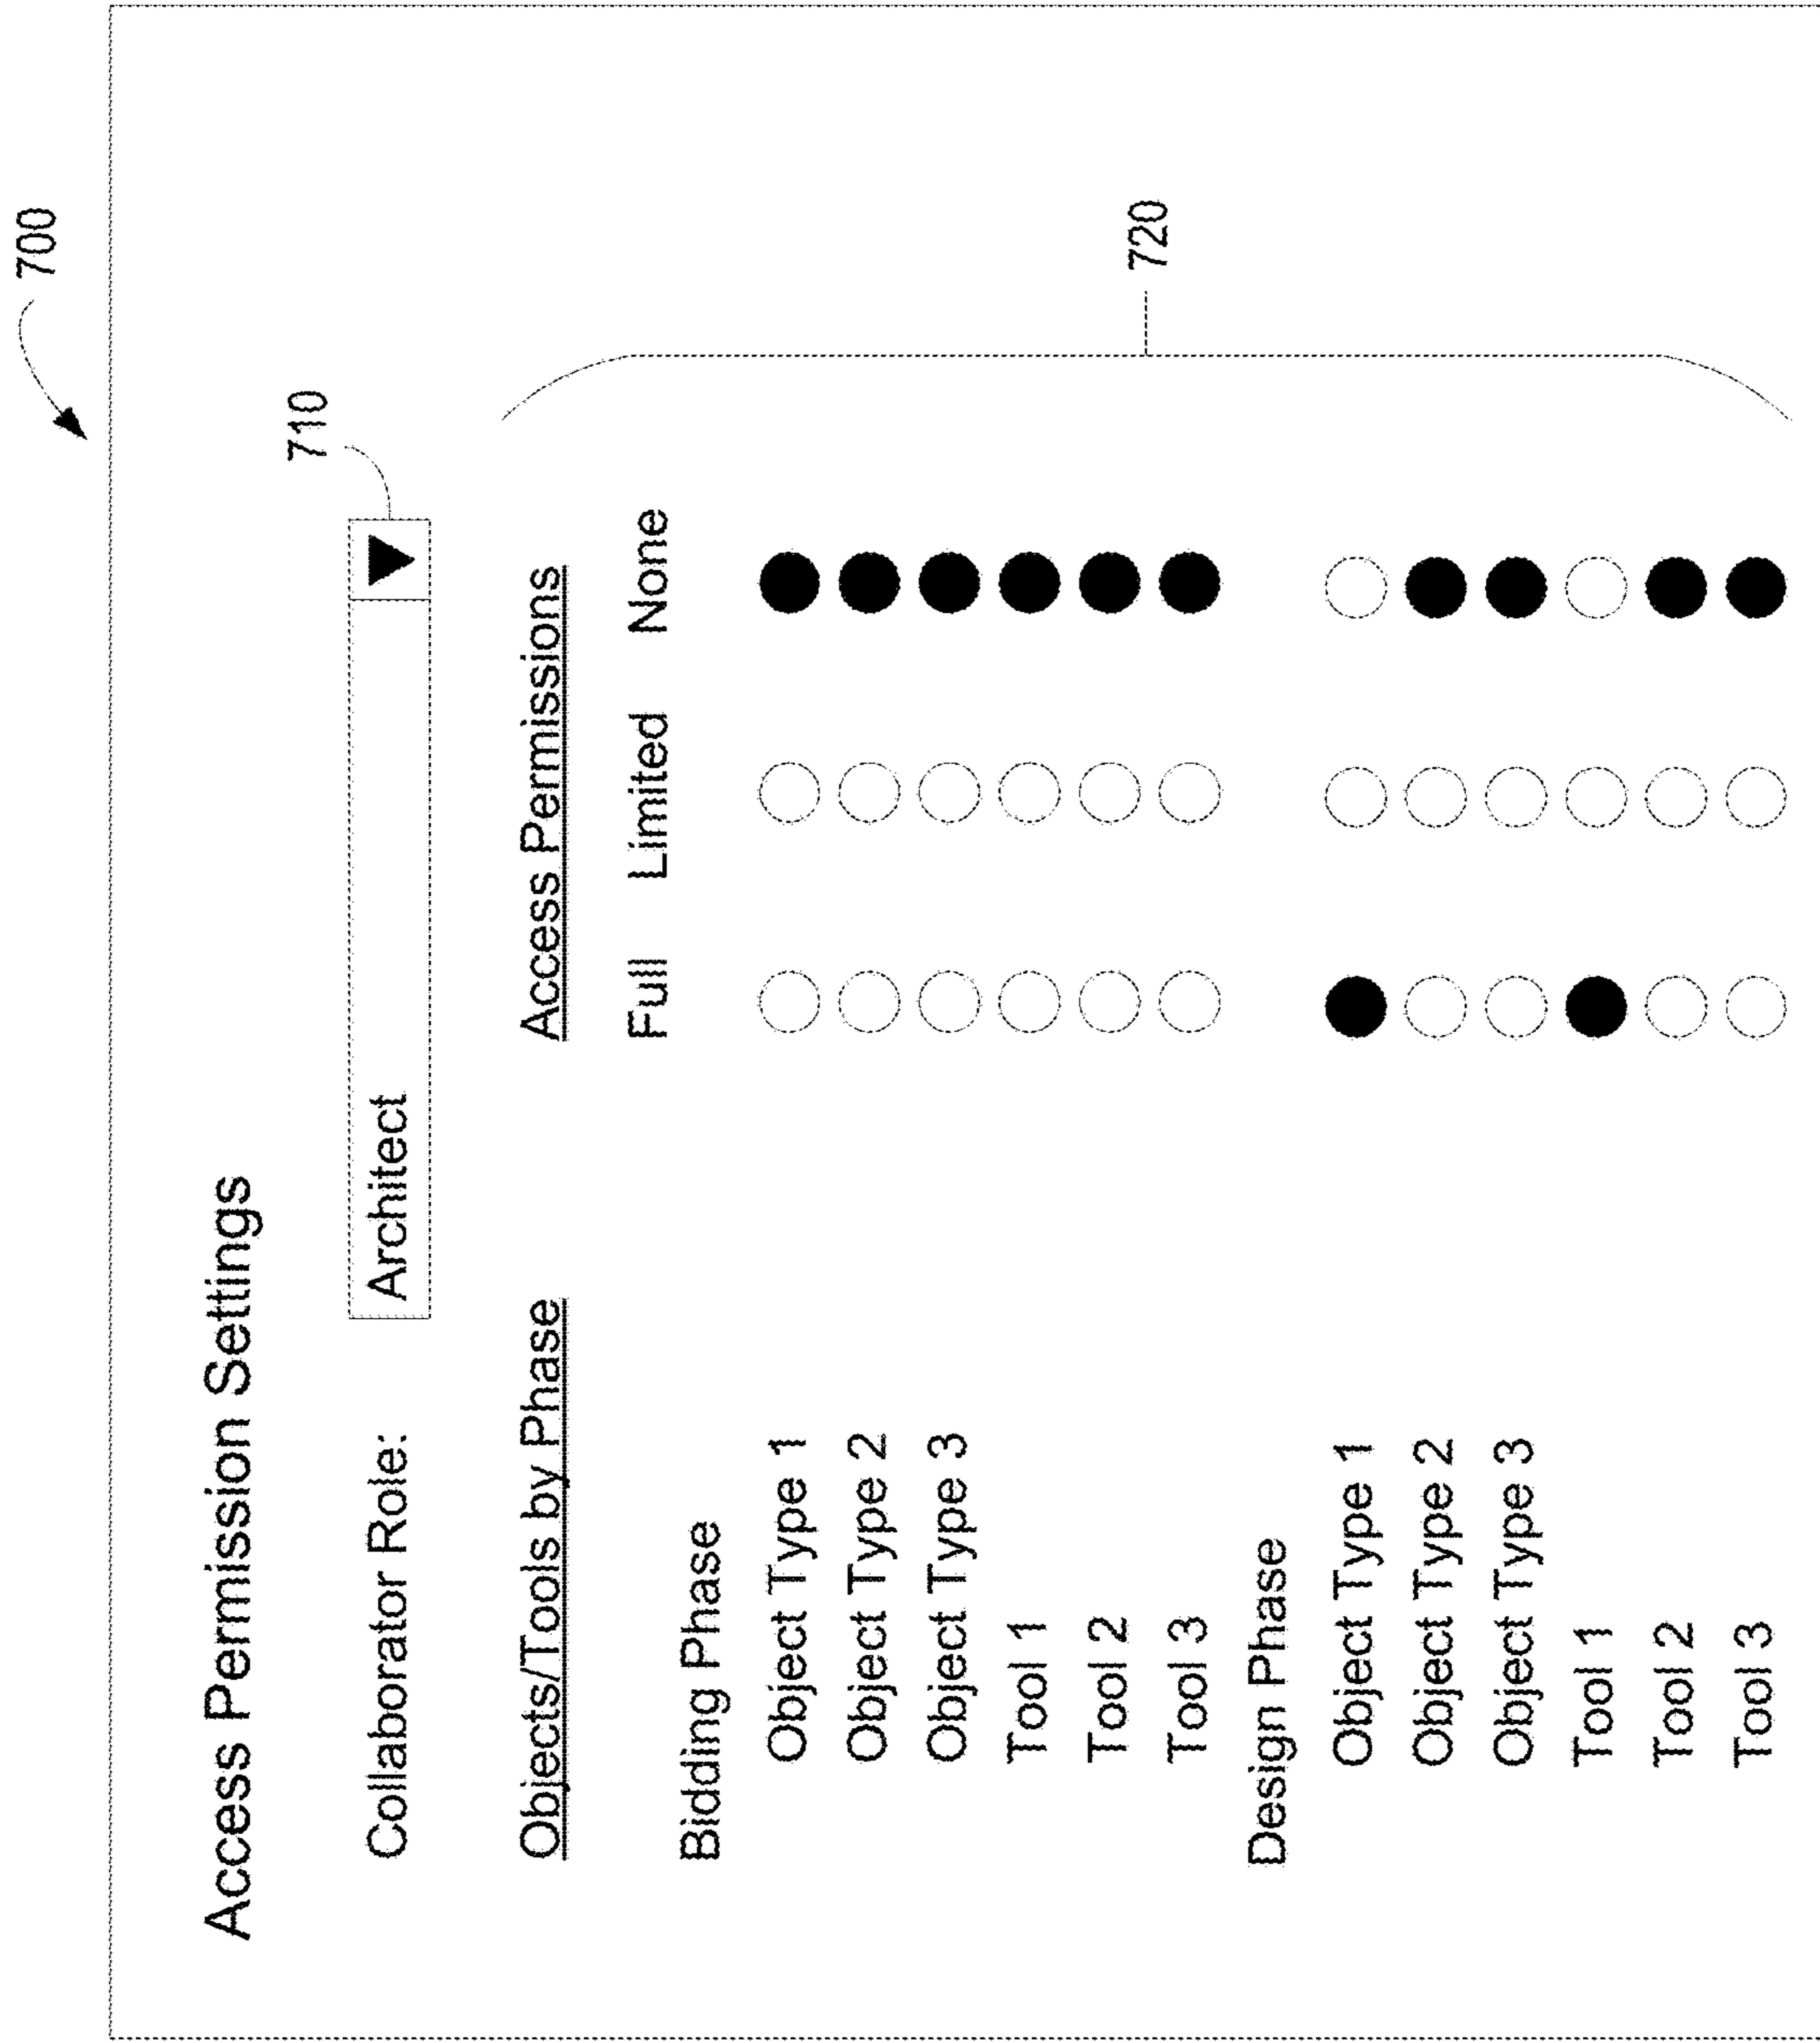 700
Access Permission Settings
Collaborator Role: Architect
710
Objects/Tools by Phase Access Permissions
Full Limited None
Bidding Phase
Object Type 1
Object Type 2
Object Type 3
Tool 1
Tool 2
Tool 3
720
Design Phase
Object Type 1
Object Type 2
Object Type 3
Tool 1
Tool 2
Tool 3